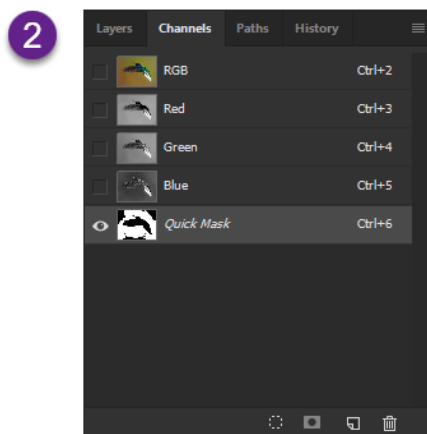 2
Layers Channels Paths History
RGB Ctrl+2
Red Ctrl+3
Green Ctrl+4
Blue Ctrl+5
Quick Mask Ctrl+6